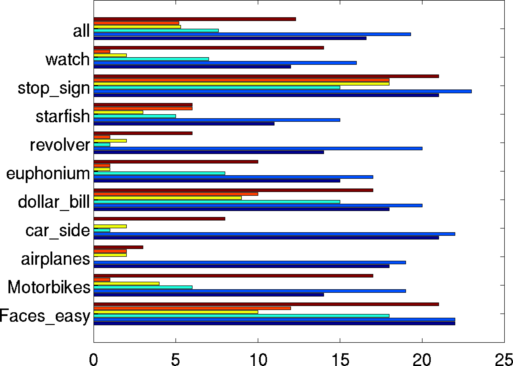 all
watch
stop_sign
starfish
revolver
euphonium
dollar_bill
car_side
airplanes
Motorbikes
Faces_easy
0 5 10 15 20 25